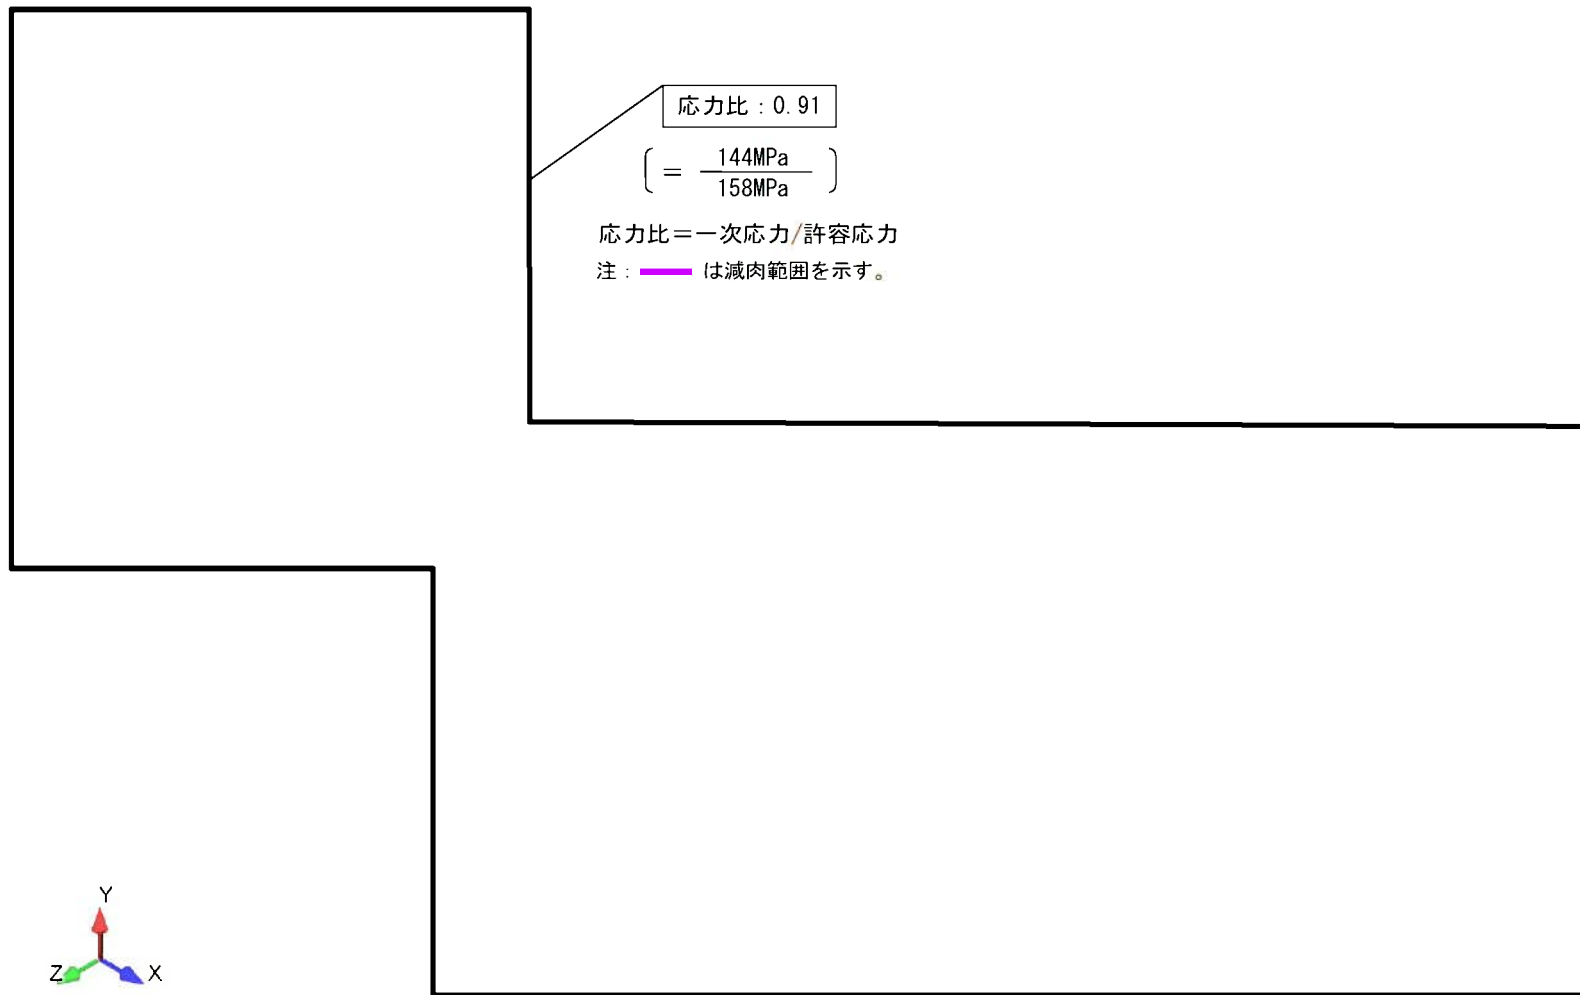 応力比：0.91
〔＝ 144MPa
158MPa 〕
応力比＝一次応力/許容応力
注： は減肉範囲を示す。
Y
Z
X